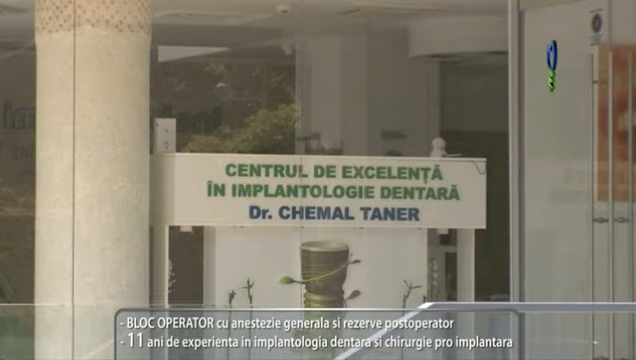 CENTRUL DE EXCELENȚĂ
ÎN IMPLANTOLOGIE DENTARĂ
Dr. CHEMAL TANER
- BLOC OPERATOR cu anestezie generala si rezerve postoperator
- 11 ani de experienta in implantologia dentara si chirurgie pro implantara